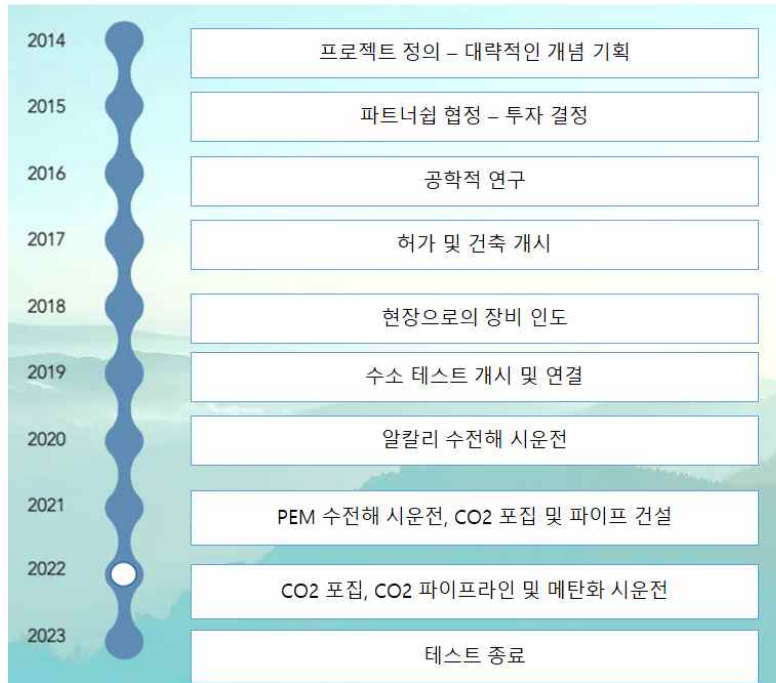 2014
프로젝트 정의 – 대략적인 개념 기획
2015
파트너쉽 협정 – 투자 결정
2016
공학적 연구
2017
허가 및 건축 개시
2018
현장으로의 장비 인도
2019
수소 테스트 개시 및 연결
2020
알칼리 수전해 시운전
2021
PEM 수전해 시운전, CO2 포집 및 파이프 건설
2022
CO2 포집, CO2 파이프라인 및 메탄화 시운전
2023
테스트 종료